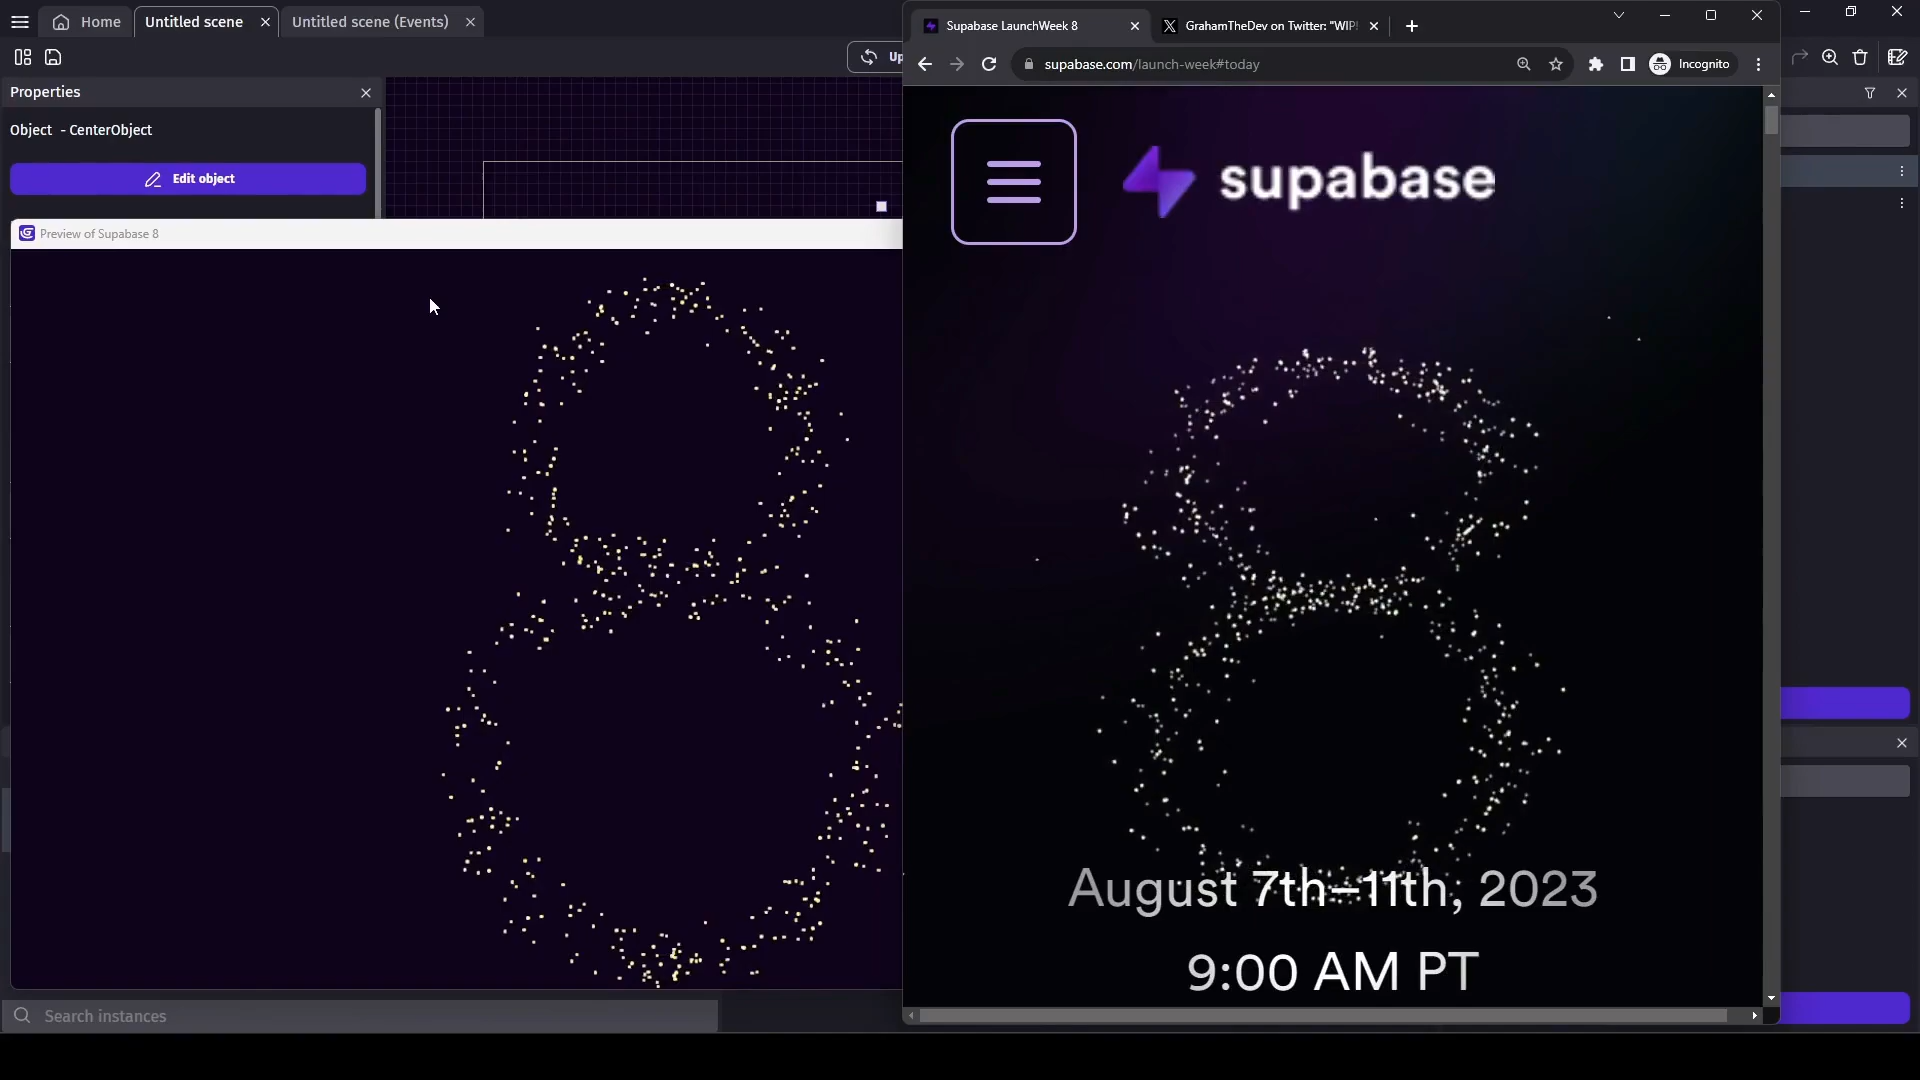 Home
Untitled scene
Untitled scene (Events)
Properties
Object - CenterObject
Edit object
Preview of Supabase 8
Search instances
Supabase LaunchWeek 8
GrahamTheDev on Twitter: "WIP!
supabase.com/launch-week#today
Incognito
supabase
August 7th–11th, 2023
9:00 AM PT